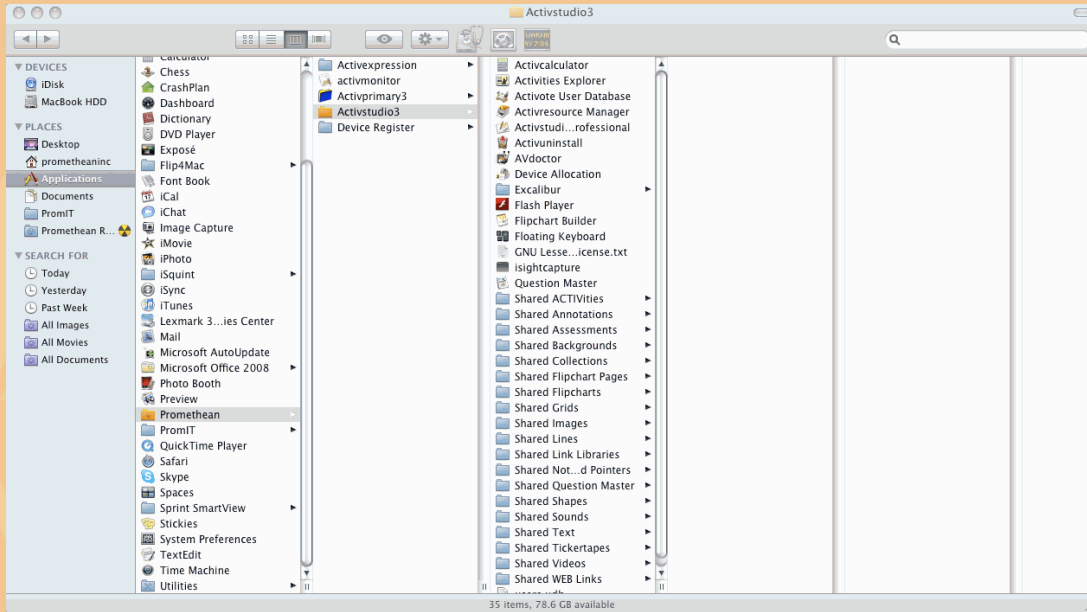 Activstudio3
DEVICES
iDisk
MacBook HDD
PLACES
Desktop
prometheaninc
Applications
Documents
PromIT
Promethean R...
SEARCH FOR
Today
Yesterday
Past Week
All Images
All Movies
All Documents
Calculator
Chess
CrashPlan
Dashboard
Dictionary
DVD Player
Exposé
Flip4Mac
Font Book
iCal
iChat
Image Capture
iMovie
iPhoto
iSquint
iSync
iTunes
Lexmark 3...ies Center
Mail
Microsoft AutoUpdate
Microsoft Office 2008
Photo Booth
Preview
Promethean
PromIT
QuickTime Player
Safari
Skype
Spaces
Sprint SmartView
Stickies
System Preferences
TextEdit
Time Machine
Utilities
Activexpression
activmonitor
Activprimary3
Activstudio3
Device Register
Activcalculator
Activities Explorer
Activote User Database
Activresource Manager
Activstudi...rofessional
Activuninstall
AVdoctor
Device Allocation
Excalibur
Flash Player
Flipchart Builder
Floating Keyboard
GNU Lesse...icense.txt
isightcapture
Question Master
Shared ACTIVities
Shared Annotations
Shared Assessments
Shared Backgrounds
Shared Collections
Shared Flipchart Pages
Shared Flipcharts
Shared Grids
Shared Images
Shared Lines
Shared Link Libraries
Shared Not...d Pointers
Shared Question Master
Shared Shapes
Shared Sounds
Shared Text
Shared Tickertapes
Shared Videos
Shared WEB Links
35 items, 78.6 GB available